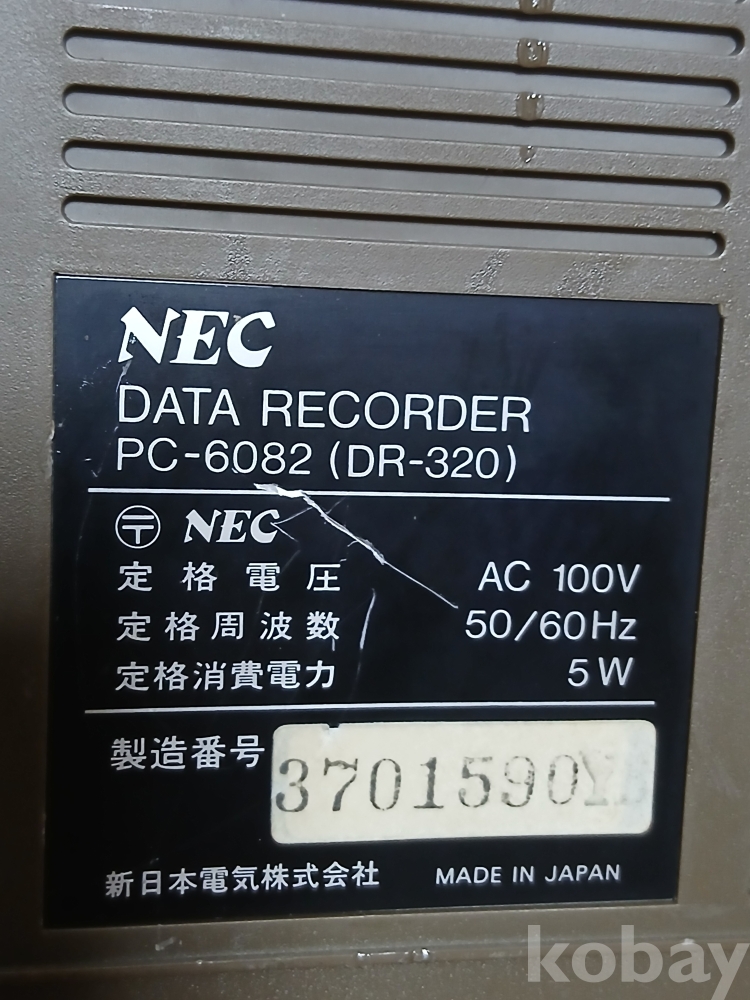 NEC
DATA RECORDER
PC-6082 (DR-320)
〶 NEC
定格電圧 AC 100V
定格周波数 50/60Hz
定格消費電力 5W
製造番号 3701590Y
新日本電気株式会社 MADE IN JAPAN
kobay